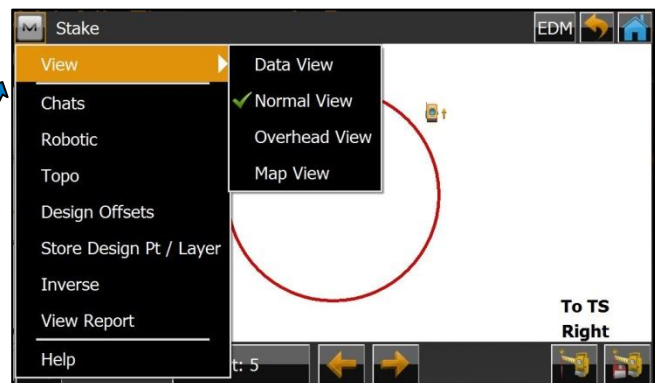 Stake
EDM
View
Chats
Robotic
Topo
Design Offsets
Store Design Pt / Layer
Inverse
View Report
Help
Data View
Normal View
Overhead View
Map View
To TS
Right
t: 5